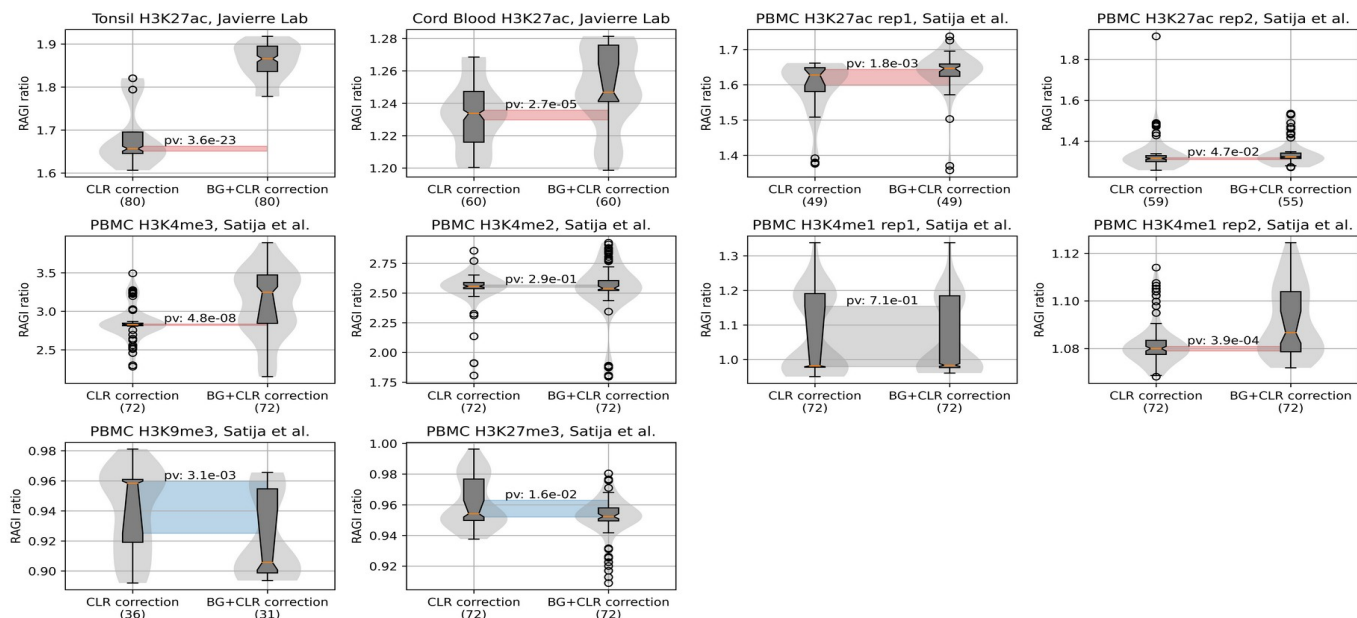 Tonsil H3K27ac, Javierre Lab
RAGI ratio
1.9
1.8
1.7
1.6
pv: 3.6e-23
CLR correction
(80)
BG+CLR correction
(80)
Cord Blood H3K27ac, Javierre Lab
RAGI ratio
1.28
1.26
1.24
1.22
1.20
pv: 2.7e-05
CLR correction
(60)
BG+CLR correction
(60)
PBMC H3K27ac rep1, Satija et al.
RAGI ratio
1.7
1.6
1.5
1.4
pv: 1.8e-03
CLR correction
(49)
BG+CLR correction
(49)
PBMC H3K27ac rep2, Satija et al.
RAGI ratio
1.8
1.6
1.4
1.2
pv: 4.7e-02
CLR correction
(59)
BG+CLR correction
(55)
PBMC H3K4me3, Satija et al.
RAGI ratio
3.5
3.0
2.5
pv: 4.8e-08
CLR correction
(72)
BG+CLR correction
(72)
PBMC H3K4me2, Satija et al.
RAGI ratio
2.75
2.50
2.25
2.00
1.75
pv: 2.9e-01
CLR correction
(72)
BG+CLR correction
(72)
PBMC H3K4me1 rep1, Satija et al.
RAGI ratio
1.3
1.2
1.1
1.0
pv: 7.1e-01
CLR correction
(72)
BG+CLR correction
(72)
PBMC H3K4me1 rep2, Satija et al.
RAGI ratio
1.12
1.10
1.08
pv: 3.9e-04
CLR correction
(72)
BG+CLR correction
(72)
PBMC H3K9me3, Satija et al.
RAGI ratio
0.98
0.96
0.94
0.92
0.90
pv: 3.1e-03
CLR correction
(36)
BG+CLR correction
(31)
PBMC H3K27me3, Satija et al.
RAGI ratio
1.00
0.98
0.96
0.94
0.92
pv: 1.6e-02
CLR correction
(72)
BG+CLR correction
(72)